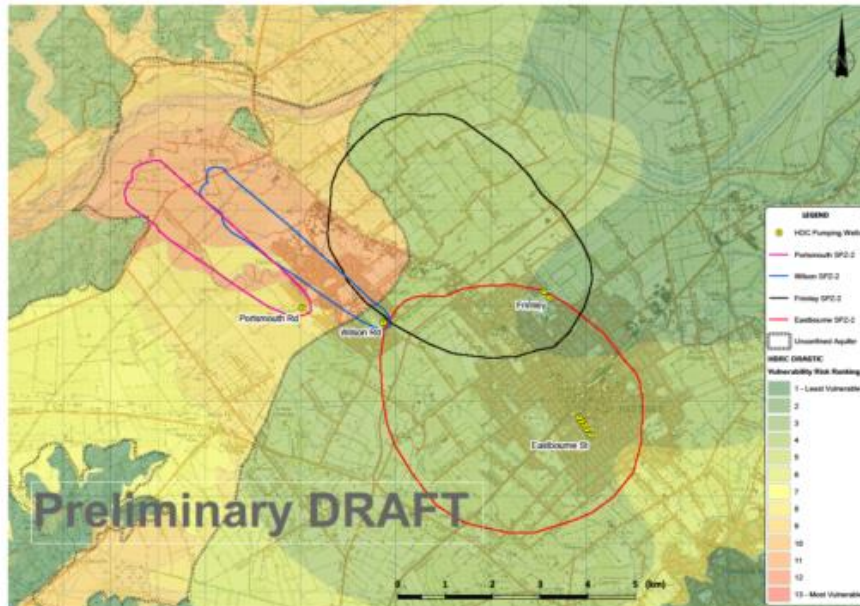 LEGEND
HDC Pumping Wells
Portsmouth SPZ-2
Wilson SPZ-2
Frimley SPZ-2
Eastbourne SPZ-2
Unconfined Aquifer
HBRC DRASTIC
Vulnerability Risk Ranking
1 - Least Vulnerable
2
3
4
5
6
7
8
9
10
11
12
13 - Most Vulnerable
Frimley
Portsmouth Rd
Wilson Rd
Eastbourne St
Preliminary DRAFT
0 1 2 3 4 5 (km)